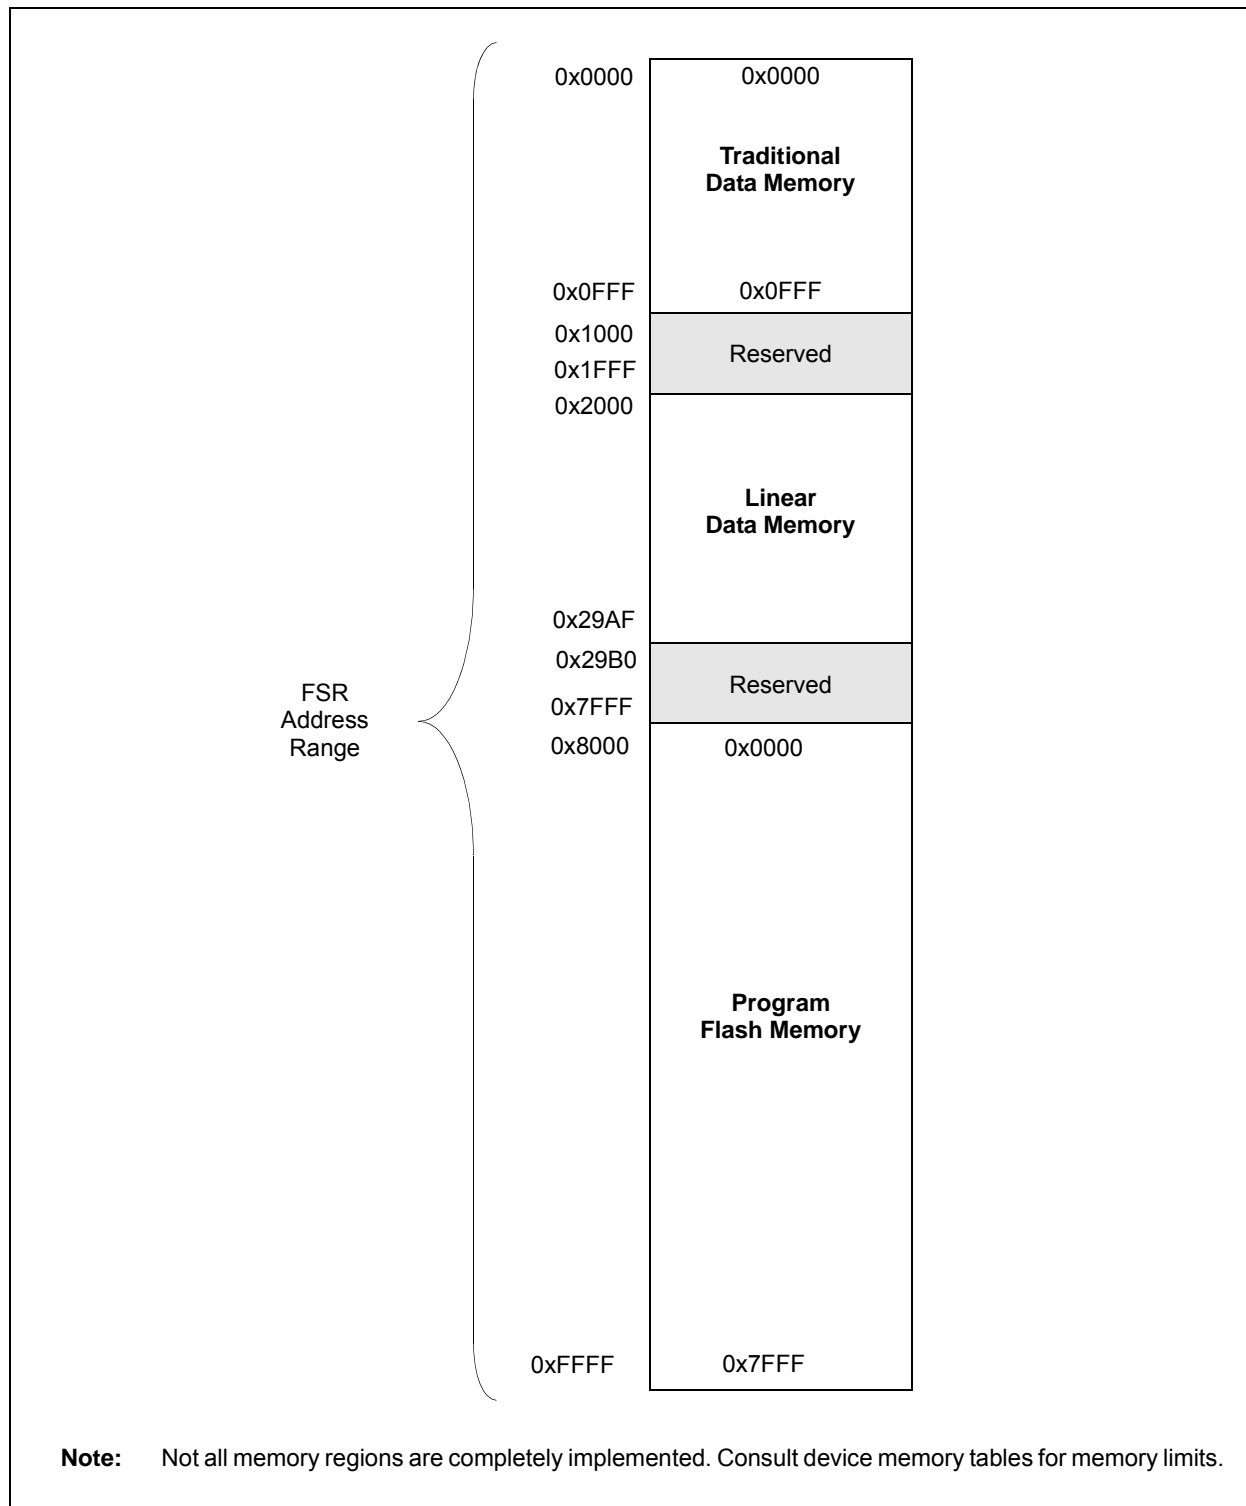 0x0000 0x0000
Traditional
Data Memory
0x0FFF 0x0FFF
0x1000
Reserved
0x1FFF
0x2000
Linear
Data Memory
0x29AF
0x29B0
Reserved
0x7FFF
FSR
Address
Range
0x8000 0x0000
Program
Flash Memory
0xFFFF 0x7FFF
Note: Not all memory regions are completely implemented. Consult device memory tables for memory limits.